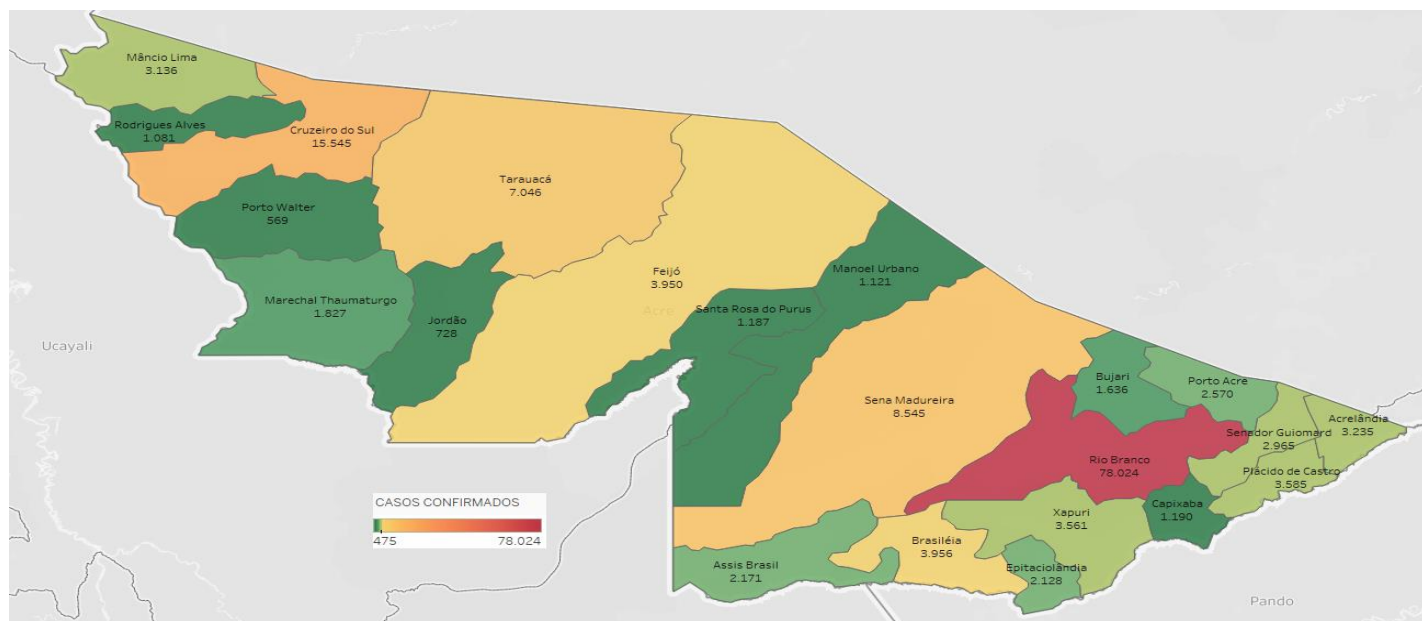 Mâncio Lima
3.136
Rodrigues Alves
1.081
Cruzeiro do Sul
15.545
Tarauacá
7.046
Porto Walter
569
Marechal Thaumaturgo
1.827
Jordão
728
Feijó
3.950
Acre
Manoel Urbano
1.121
Santa Rosa do Purus
1.187
Ucayali
Sena Madureira
8.545
Bujari
1.636
Porto Acre
2.570
Senador Guiomard
2.965
Acrelândia
3.235
Rio Branco
78.024
Plácido de Castro
3.585
Capixaba
1.190
Xapuri
3.561
Brasiléia
3.956
Assis Brasil
2.171
Epitaciolândia
2.128
Pando
CASOS CONFIRMADOS
475 78.024